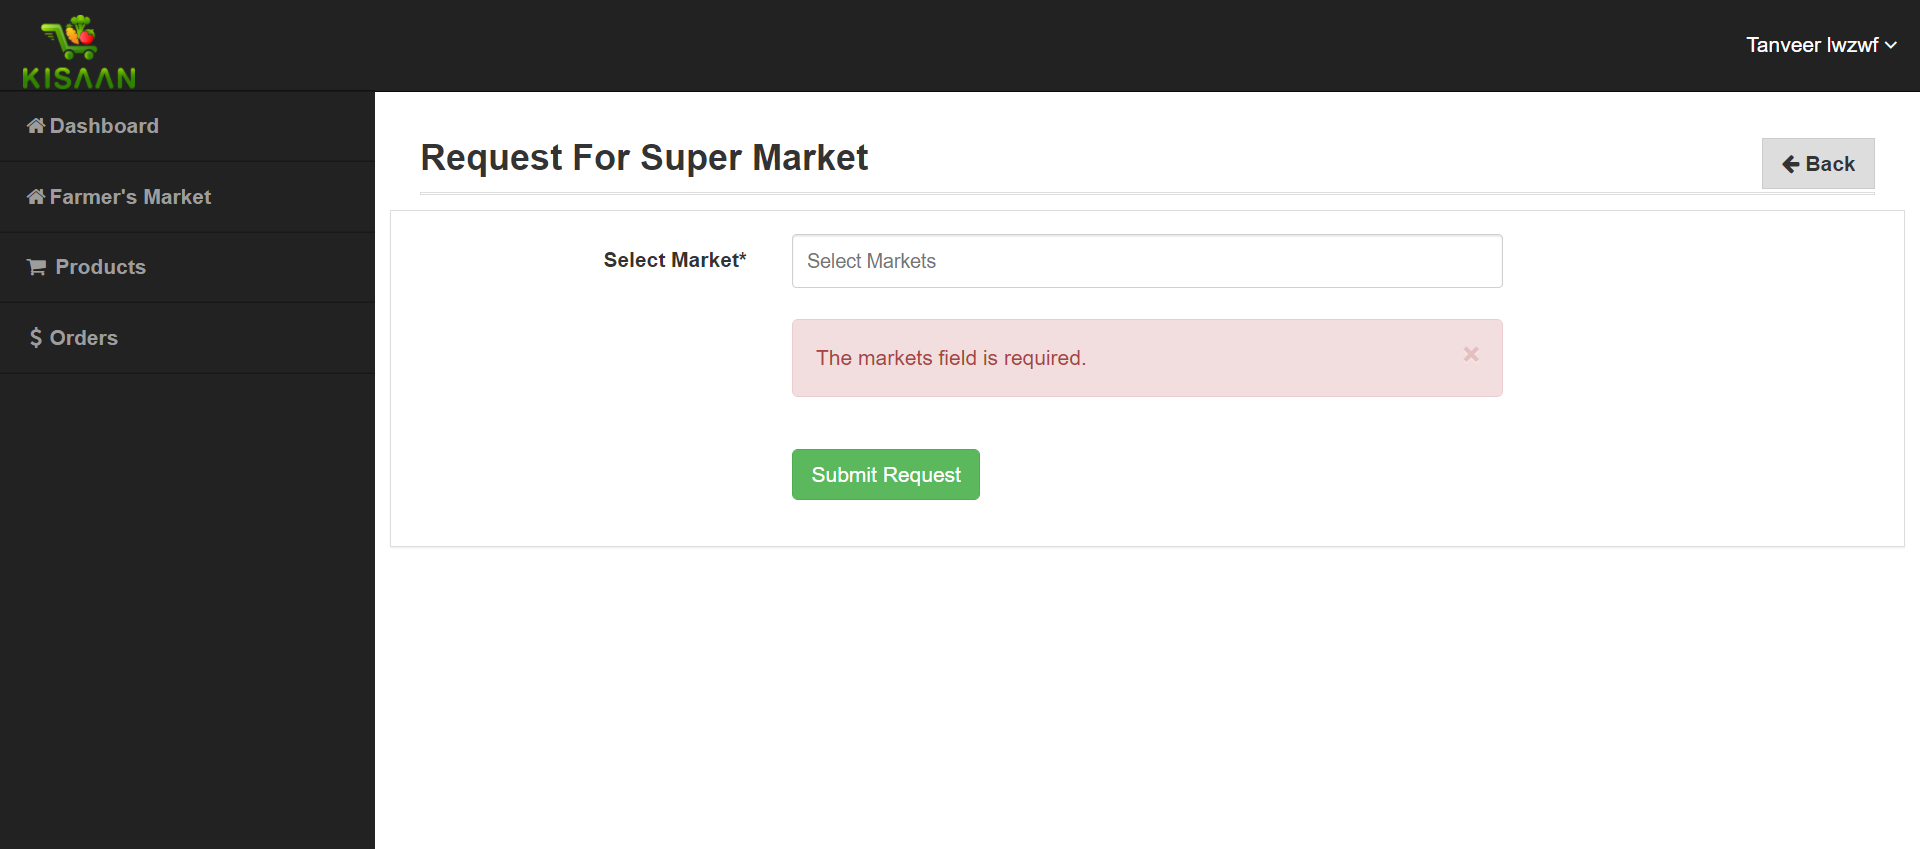 KISAAN
Tanveer lwzwf
Dashboard
Farmer's Market
Products
Orders
Request For Super Market
Back
Select Market*
Select Markets
The markets field is required.
×
Submit Request